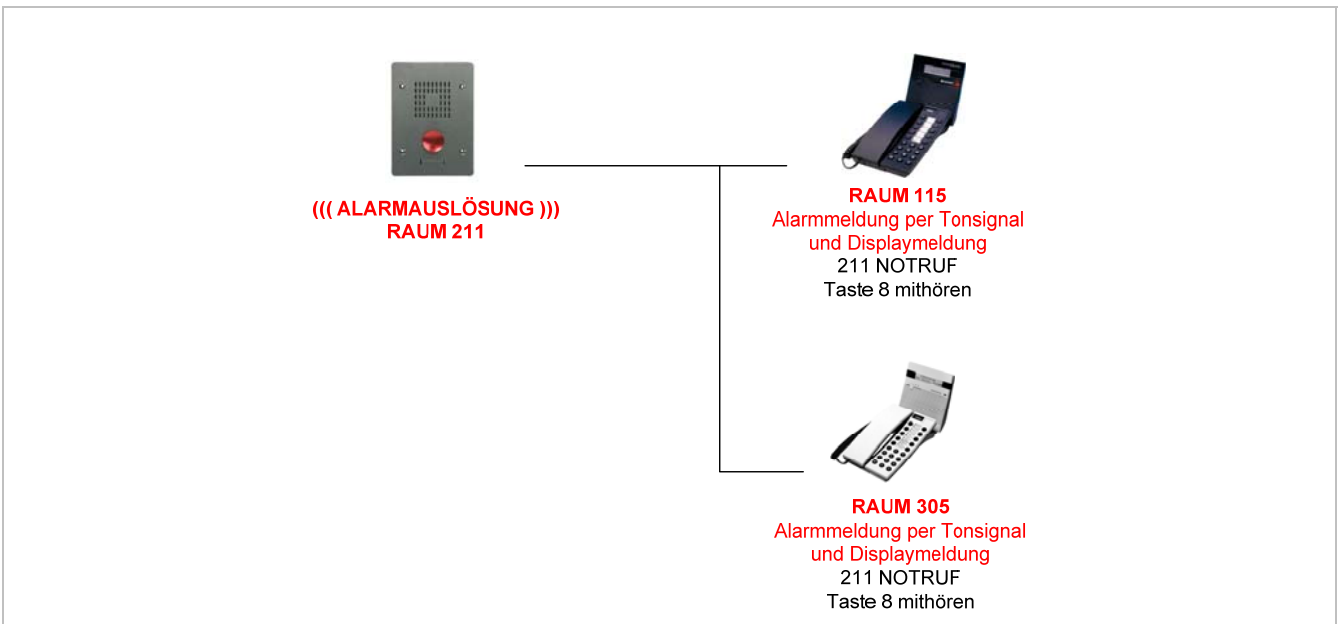 ((( ALARMAUSLÖSUNG )))
RAUM 211
RAUM 115
Alarmmeldung per Tonsignal
und Displaymeldung
211 NOTRUF
Taste 8 mithören
RAUM 305
Alarmmeldung per Tonsignal
und Displaymeldung
211 NOTRUF
Taste 8 mithören